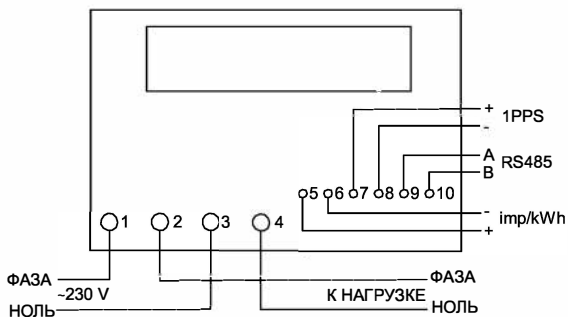 + 1PPS
-
A RS485
B
5 6 7 8 9 10
- imp/kWh
+
1 2 3 4
ФАЗА ~230 V ФАЗА
К НАГРУЗКЕ
НОЛЬ НОЛЬ